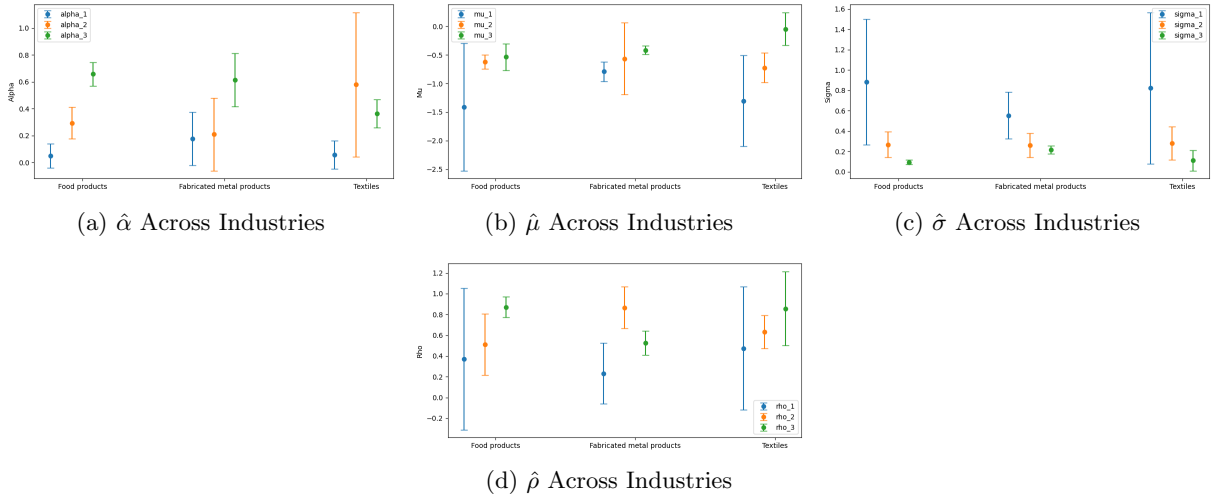 alpha_1
alpha_2
alpha_3
1.0
0.8
0.6
0.4
0.2
0.0
Alpha
Food products
Fabricated metal products
Textiles
(a) α̂ Across Industries
mu_1
mu_2
mu_3
0.0
−0.5
−1.0
−1.5
−2.0
−2.5
Mu
Food products
Fabricated metal products
Textiles
(b) μ̂ Across Industries
sigma_1
sigma_2
sigma_3
1.6
1.4
1.2
1.0
0.8
0.6
0.4
0.2
0.0
Sigma
Food products
Fabricated metal products
Textiles
(c) σ̂ Across Industries
1.2
1.0
0.8
0.6
0.4
0.2
0.0
−0.2
Rho
rho_1
rho_2
rho_3
Food products
Fabricated metal products
Textiles
(d) ρ̂ Across Industries